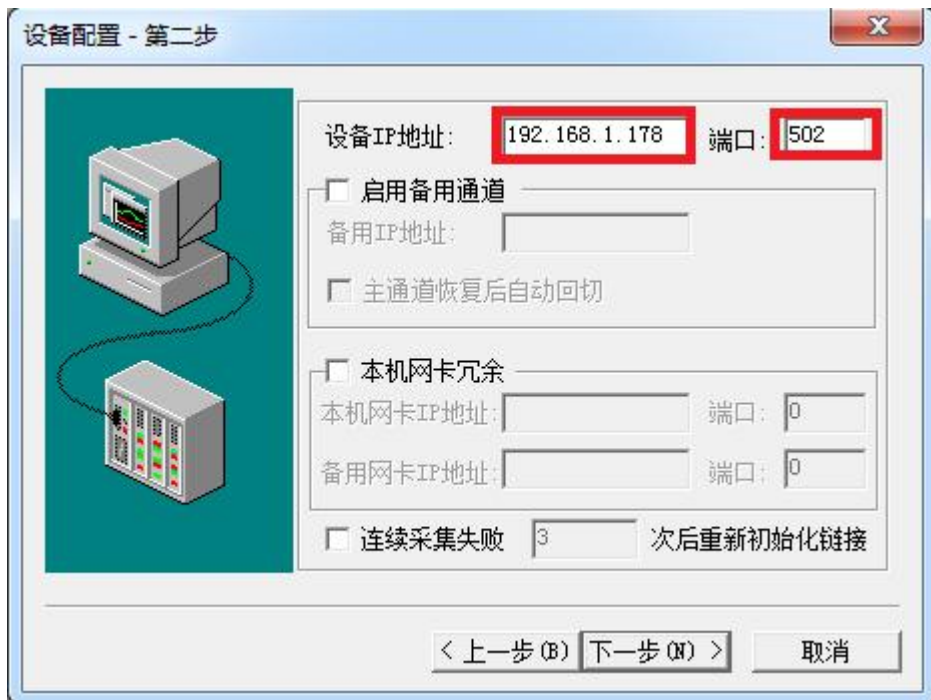 设备配置 - 第二步
设备IP地址: 192.168.1.178 端口: 502
启用备用通道
备用IP地址:
主通道恢复后自动回切
本机网卡冗余
本机网卡IP地址: 端口: 0
备用网卡IP地址: 端口: 0
连续采集失败 3 次后重新初始化链接
< 上一步(B) 下一步(N) > 取消